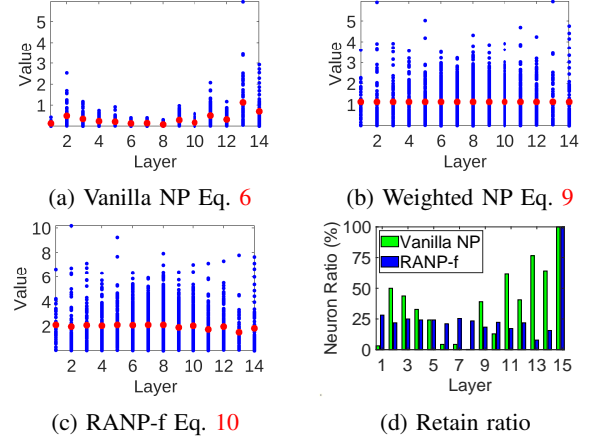 Value
5
4
3
2
1
2 4 6 8 10 12 14
Layer
(a) Vanilla NP Eq. 6
Value
5
4
3
2
1
2 4 6 8 10 12 14
Layer
(b) Weighted NP Eq. 9
Value
10
8
6
4
2
2 4 6 8 10 12 14
Layer
(c) RANP-f Eq. 10
Neuron Ratio (%)
100
75
50
25
0
Vanilla NP
RANP-f
1 3 5 7 9 11 13 15
Layer
(d) Retain ratio